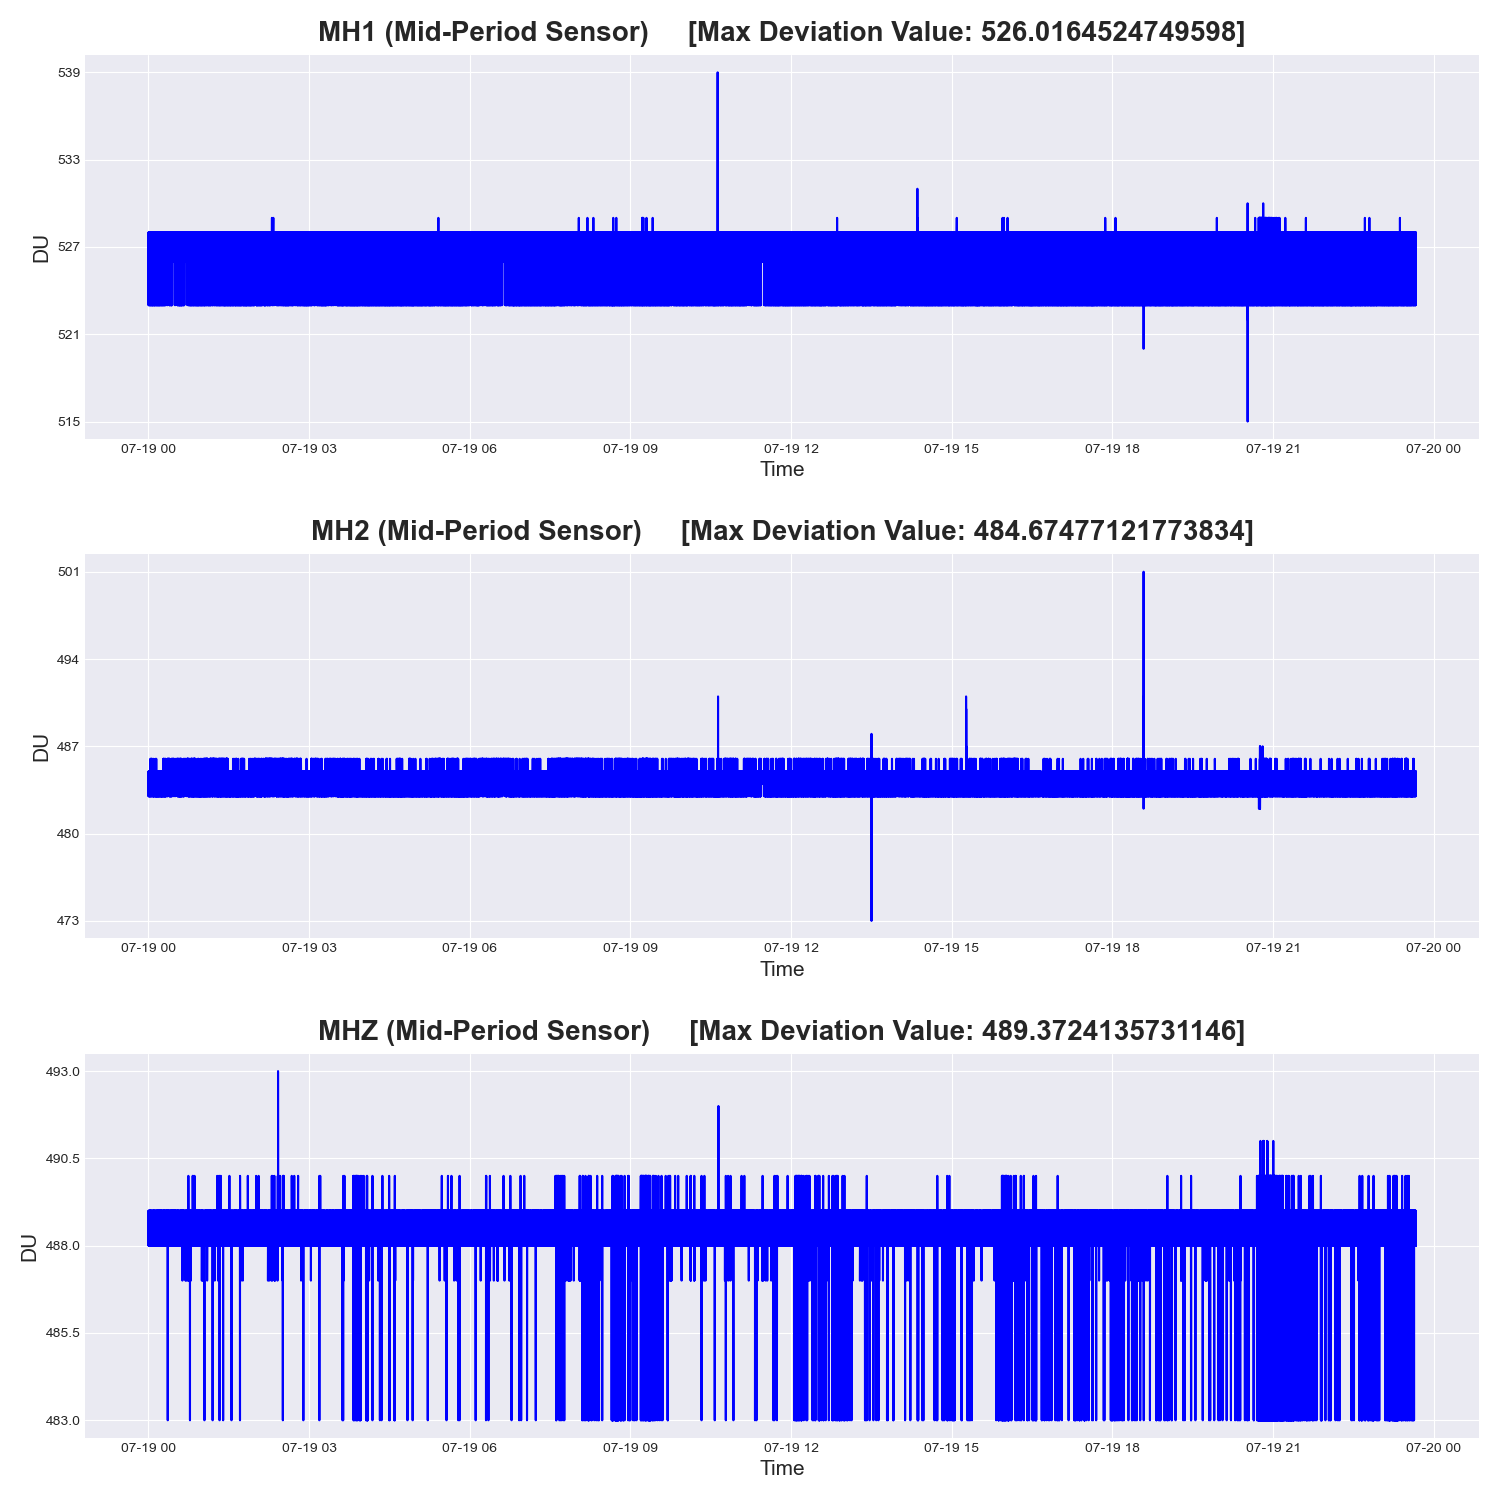 MH1 (Mid-Period Sensor) [Max Deviation Value: 526.0164524749598]
539
533
527
521
515
DU
07-19 00 07-19 03 07-19 06 07-19 09 07-19 12 07-19 15 07-19 18 07-19 21 07-20 00
Time
MH2 (Mid-Period Sensor) [Max Deviation Value: 484.67477121773834]
501
494
487
480
473
DU
07-19 00 07-19 03 07-19 06 07-19 09 07-19 12 07-19 15 07-19 18 07-19 21 07-20 00
Time
MHZ (Mid-Period Sensor) [Max Deviation Value: 489.3724135731146]
493.0
490.5
488.0
485.5
483.0
DU
07-19 00 07-19 03 07-19 06 07-19 09 07-19 12 07-19 15 07-19 18 07-19 21 07-20 00
Time